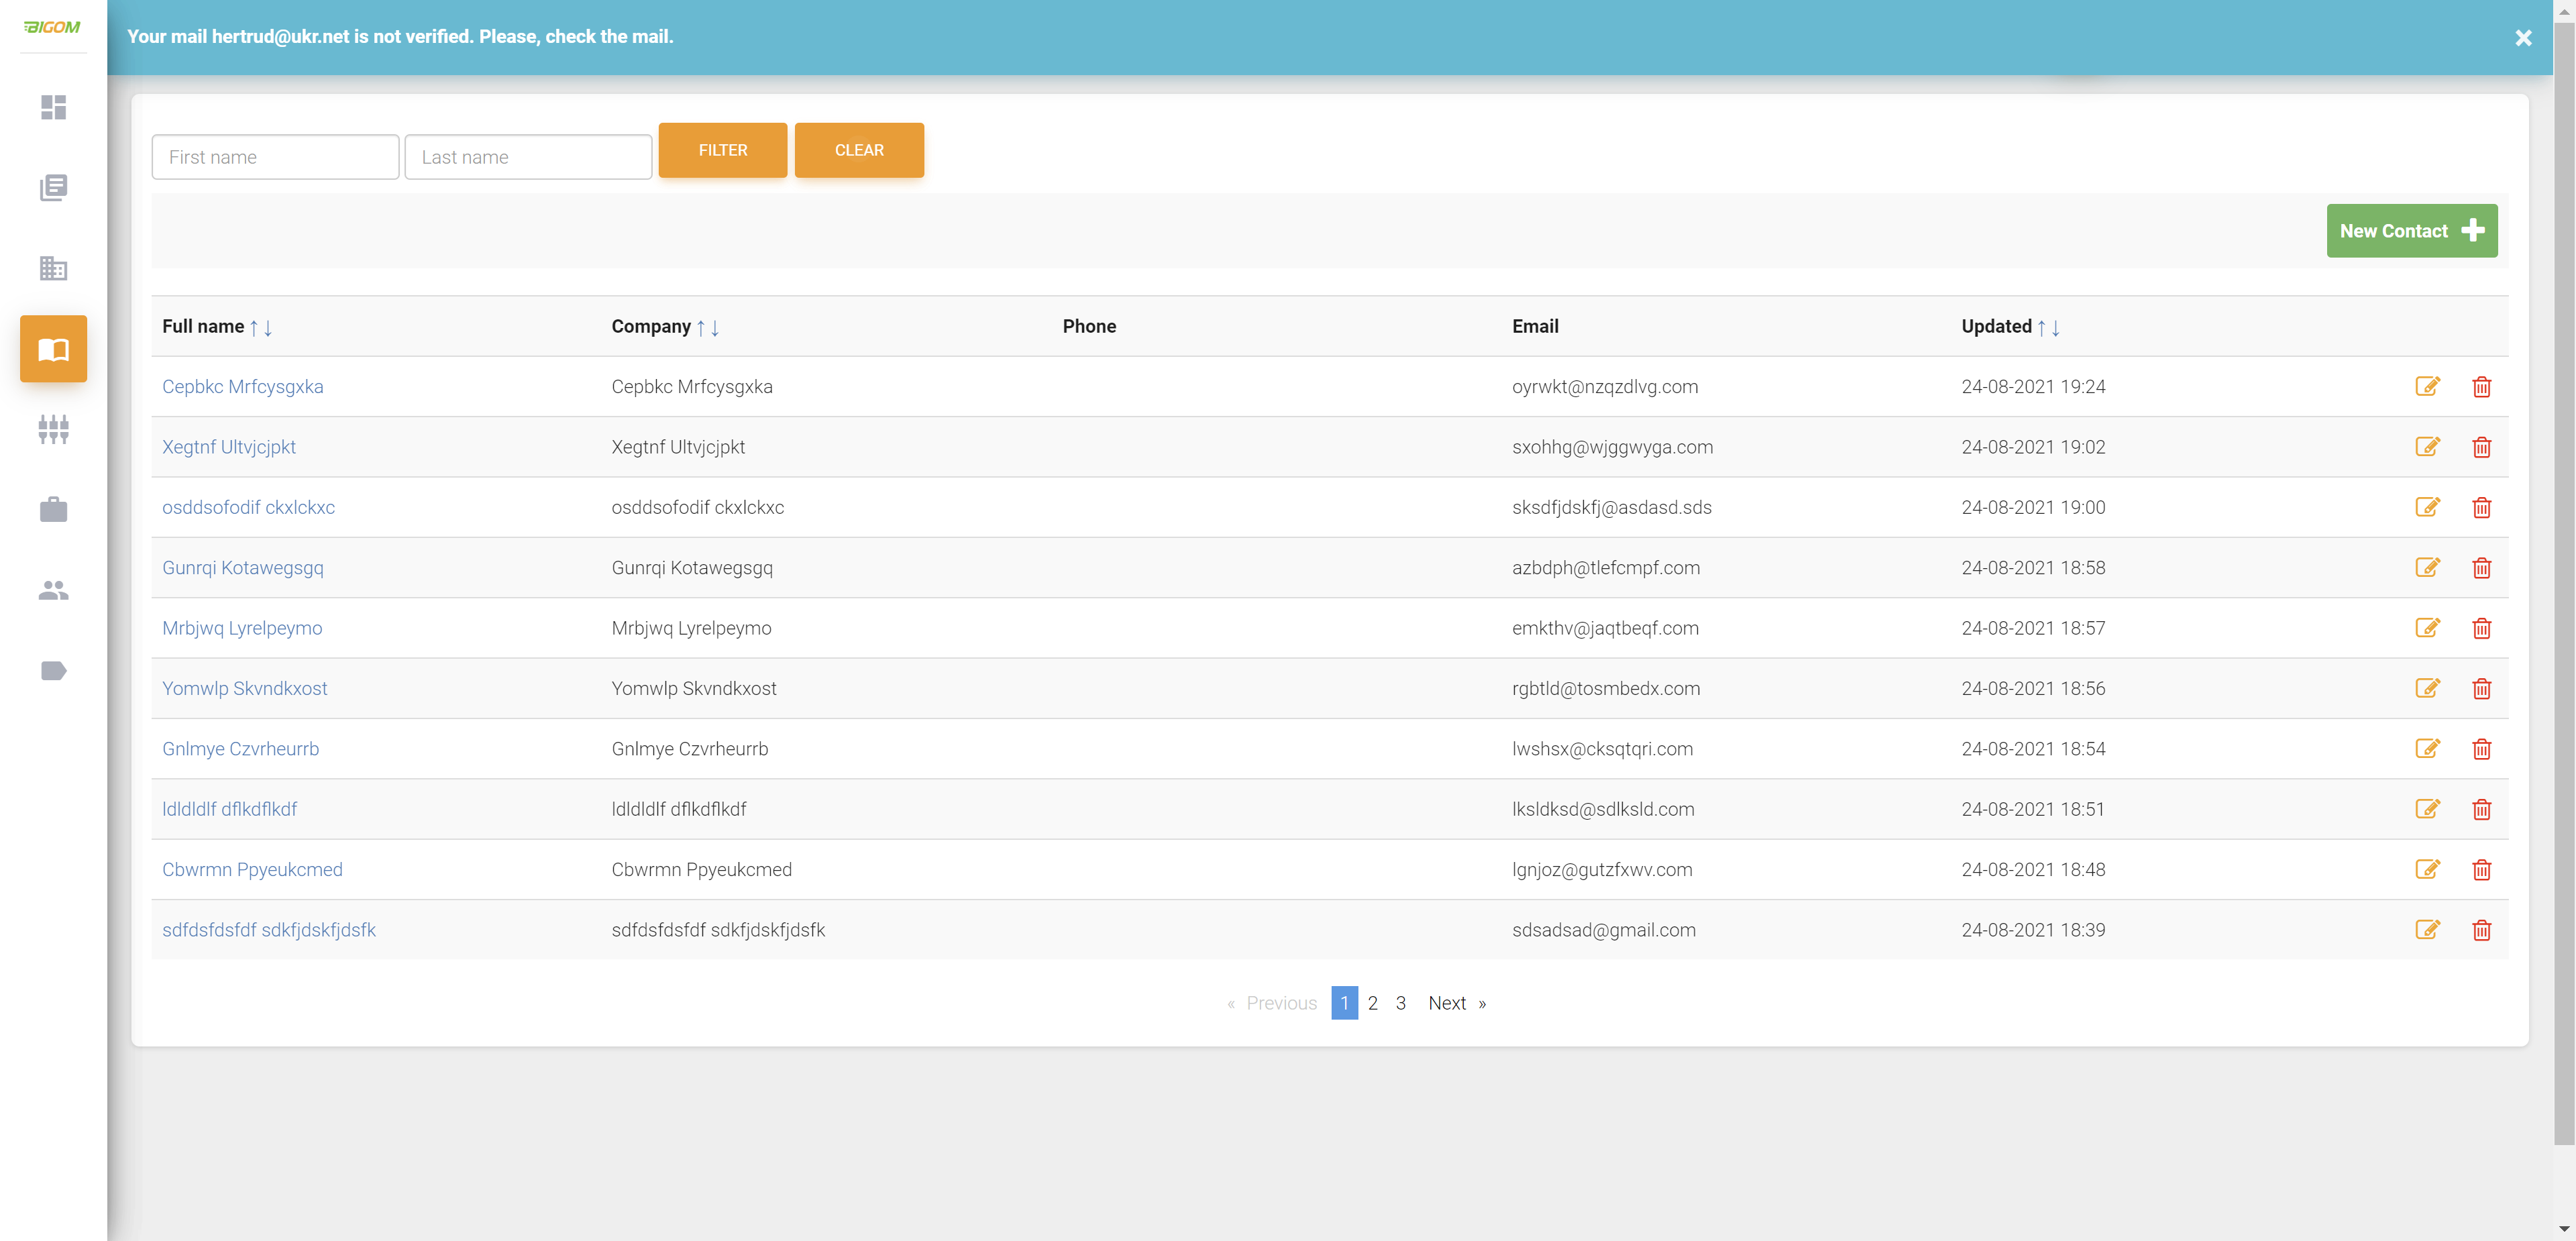 BIGOM
Your mail hertrud@ukr.net is not verified. Please, check the mail.
First name Last name FILTER CLEAR
New Contact
Full name ↑↓ Company ↑↓ Phone Email Updated ↑↓
Cepbkc Mrfcysgxka Cepbkc Mrfcysgxka oyrwkt@nzqzdlvg.com 24-08-2021 19:24
Xegtnf Ultvjcjpkt Xegtnf Ultvjcjpkt sxohhg@wjggwyga.com 24-08-2021 19:02
osddsofodif ckxlckxc osddsofodif ckxlckxc sksdfjdskfj@asdasd.sds 24-08-2021 19:00
Gunrqi Kotawegsgq Gunrqi Kotawegsgq azbdph@tlefcmpf.com 24-08-2021 18:58
Mrbjwq Lyrelpeymo Mrbjwq Lyrelpeymo emkthv@jaqtbeqf.com 24-08-2021 18:57
Yomwlp Skvndkxost Yomwlp Skvndkxost rgbtld@tosmbedx.com 24-08-2021 18:56
Gnlmye Czvrheurrb Gnlmye Czvrheurrb lwshsx@cksqtqri.com 24-08-2021 18:54
ldldldlf dflkdflkdf ldldldlf dflkdflkdf lksldksd@sdlksld.com 24-08-2021 18:51
Cbwrmn Ppyeukcmed Cbwrmn Ppyeukcmed lgnjoz@gutzfxwv.com 24-08-2021 18:48
sdfdsfdsfdf sdkfjdskfjdsfk sdfdsfdsfdf sdkfjdskfjdsfk sdsadsad@gmail.com 24-08-2021 18:39
« Previous 1 2 3 Next »